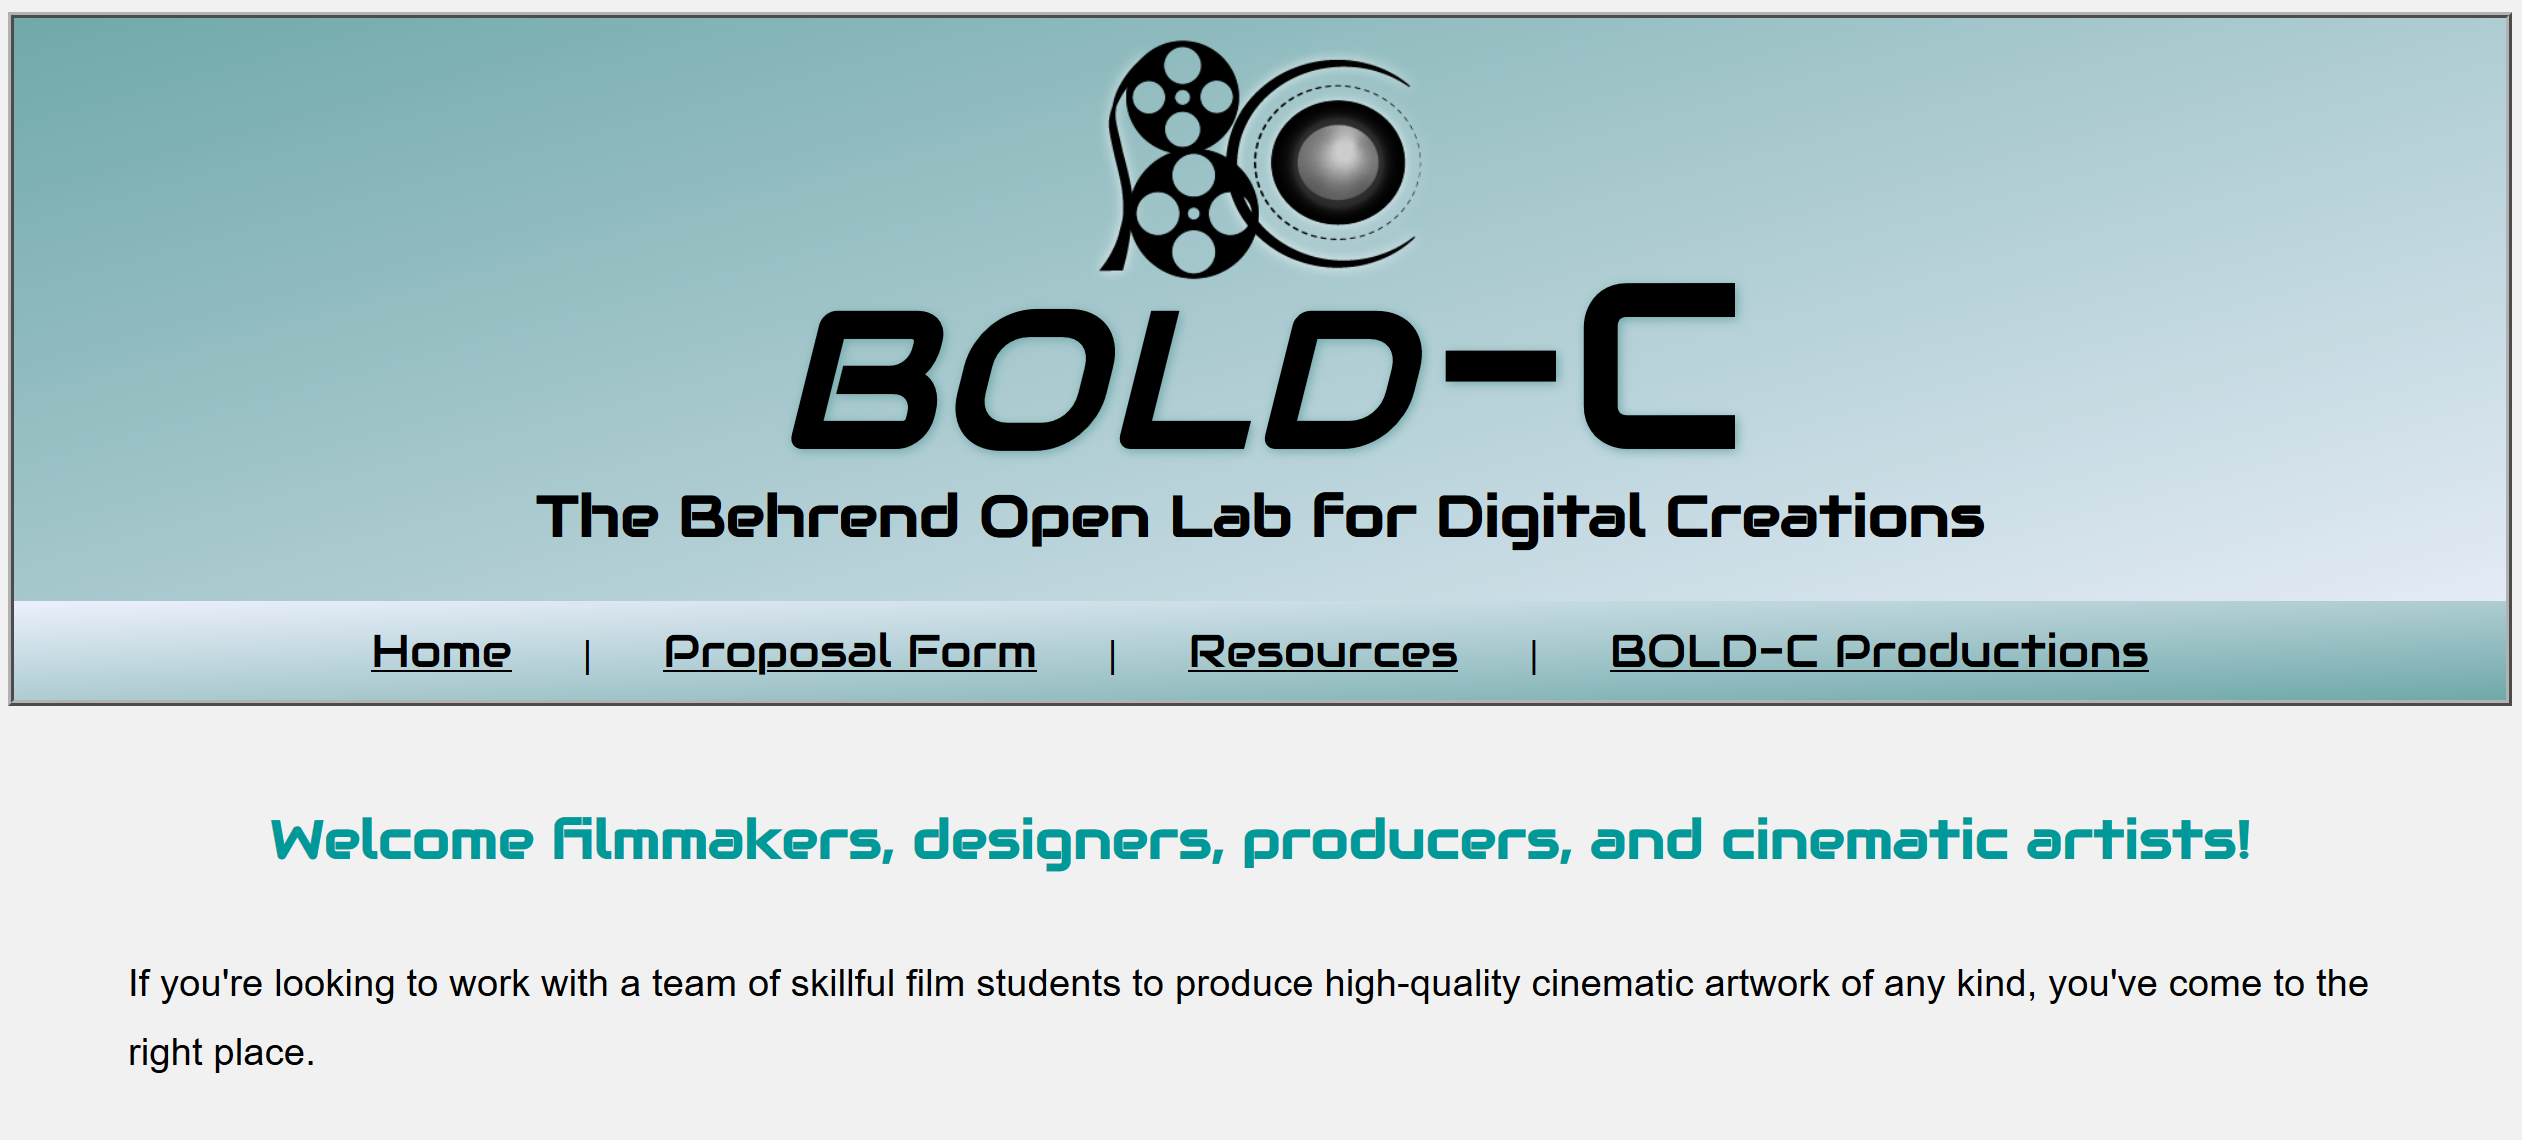 BOLD-C
The Behrend Open Lab for Digital Creations
Home | Proposal Form | Resources | BOLD-C Productions
Welcome filmmakers, designers, producers, and cinematic artists!
If you're looking to work with a team of skillful film students to produce high-quality cinematic artwork of any kind, you've come to the
right place.